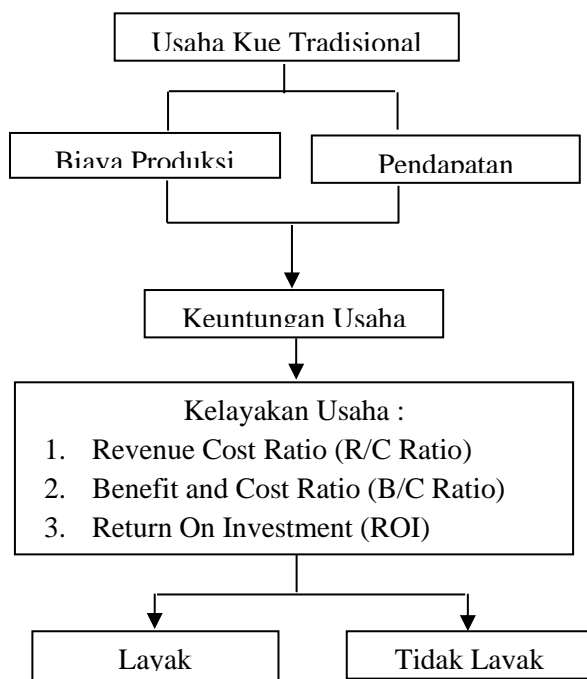 Usaha Kue Tradisional
Biaya Produksi
Pendapatan
Keuntungan Usaha
Kelayakan Usaha :
1. Revenue Cost Ratio (R/C Ratio)
2. Benefit and Cost Ratio (B/C Ratio)
3. Return On Investment (ROI)
Layak
Tidak Layak